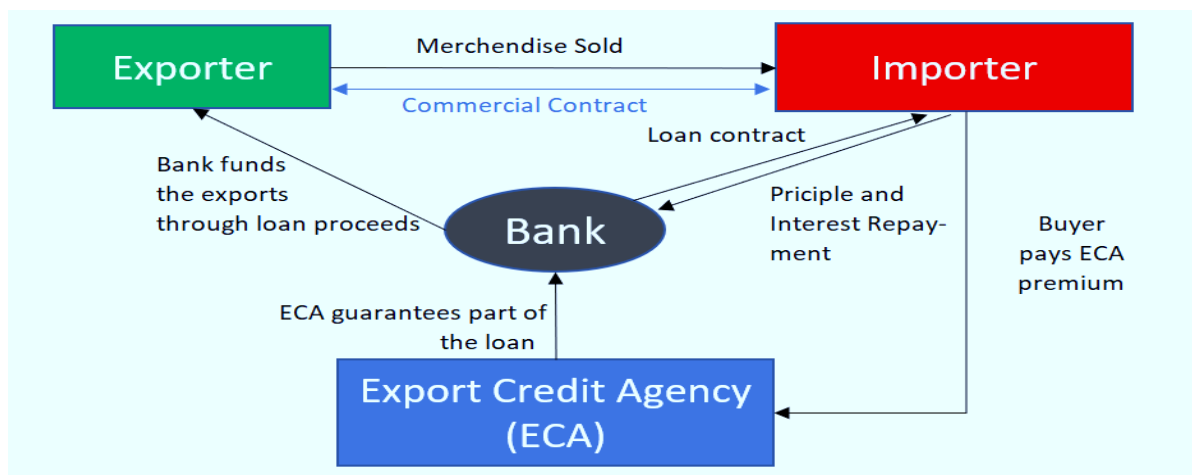 Exporter
Merchendise Sold
Importer
Commercial Contract
Loan contract
Bank funds
the exports
through loan proceeds
Bank
Priciple and
Interest Repay-
ment
Buyer
pays ECA
premium
ECA guarantees part of
the loan
Export Credit Agency
(ECA)